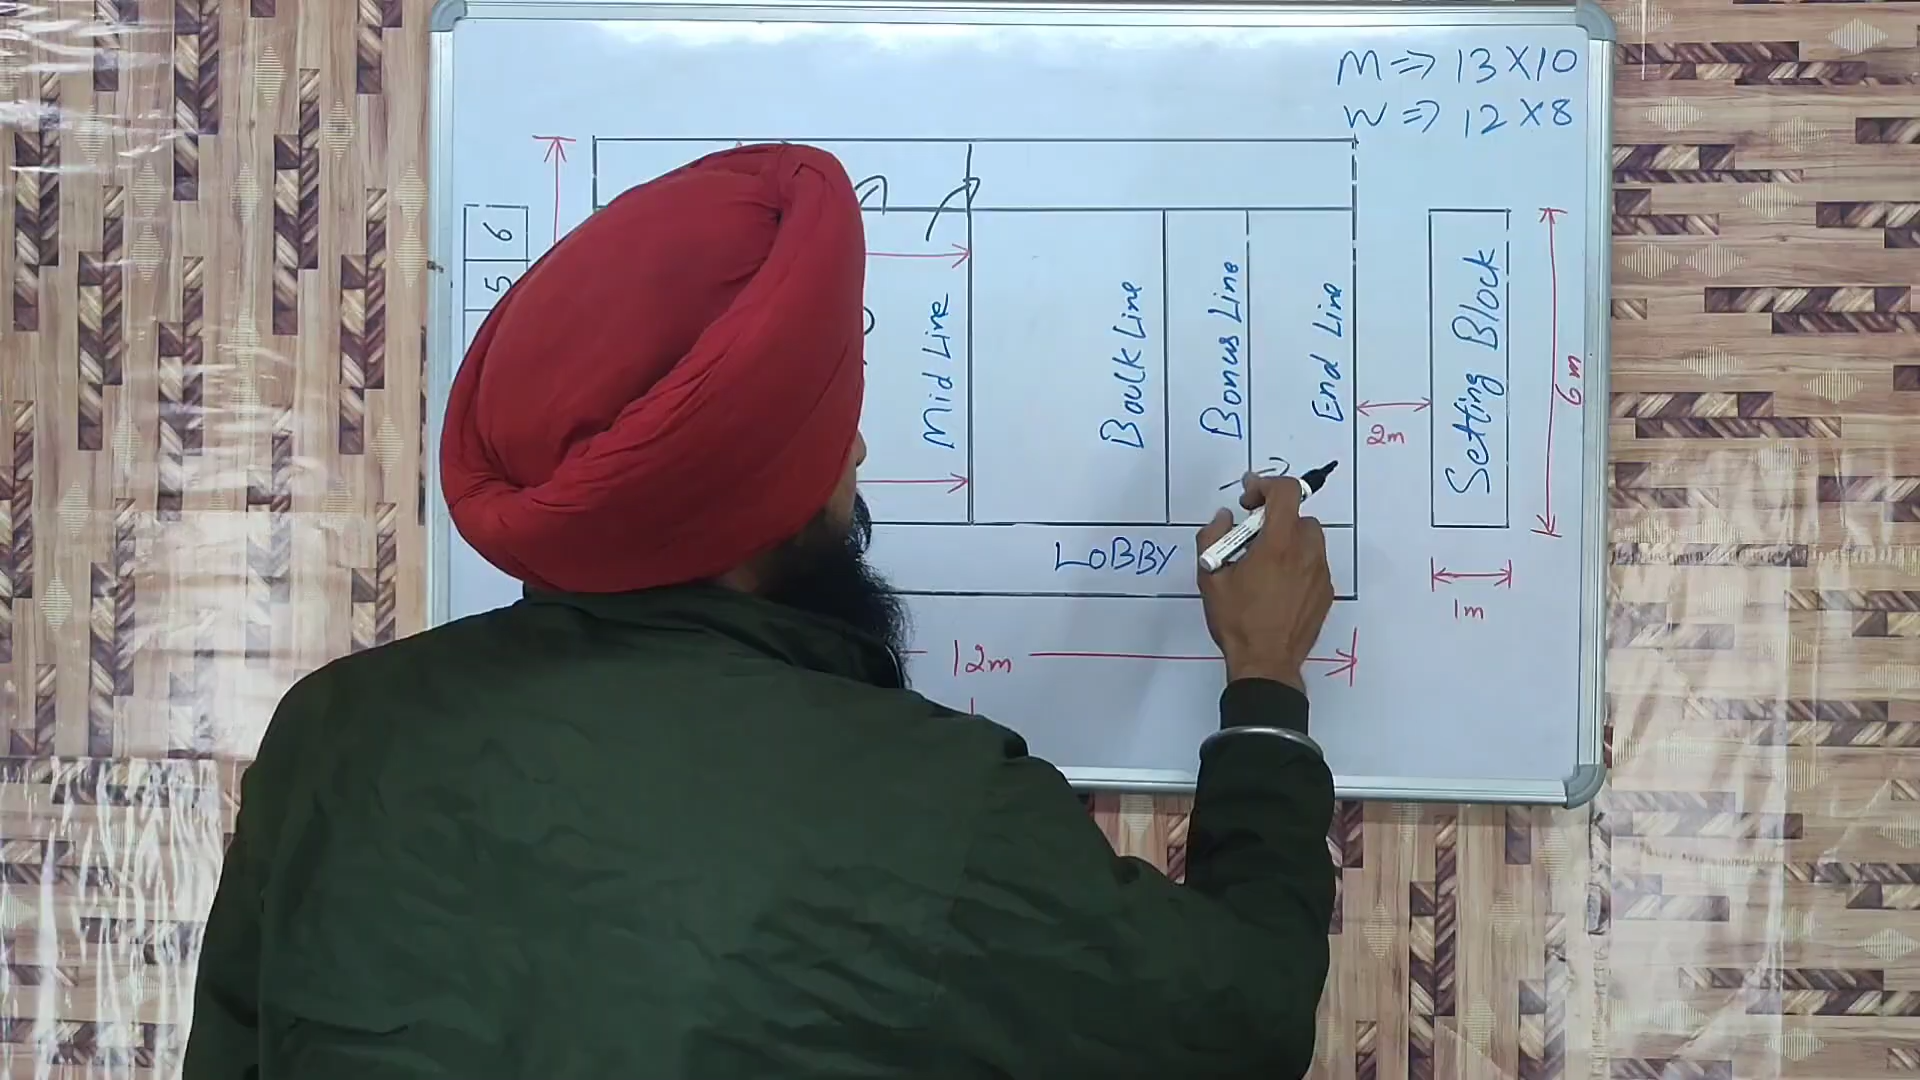 M => 13 X 10
W => 12 X 8
6
5
Mid Line
Baulk Line
Bonus Line
End Line
2m
Setting Block
6m
LOBBY
1m
12m